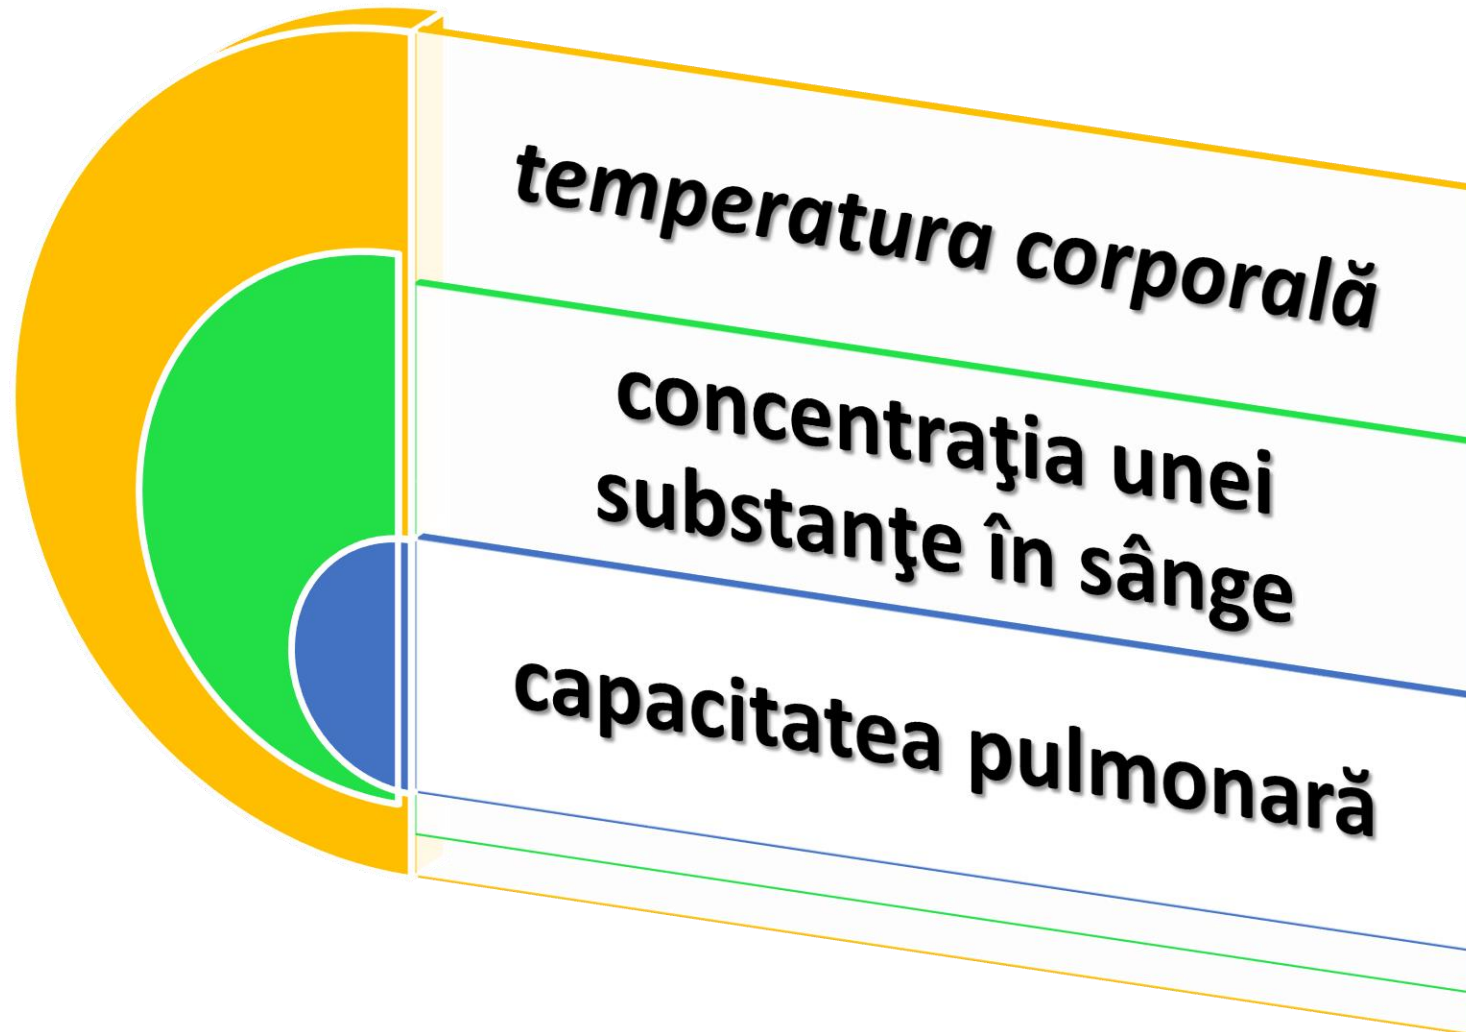 temperatura corporală
concentraţia unei
substanţe în sânge
capacitatea pulmonară